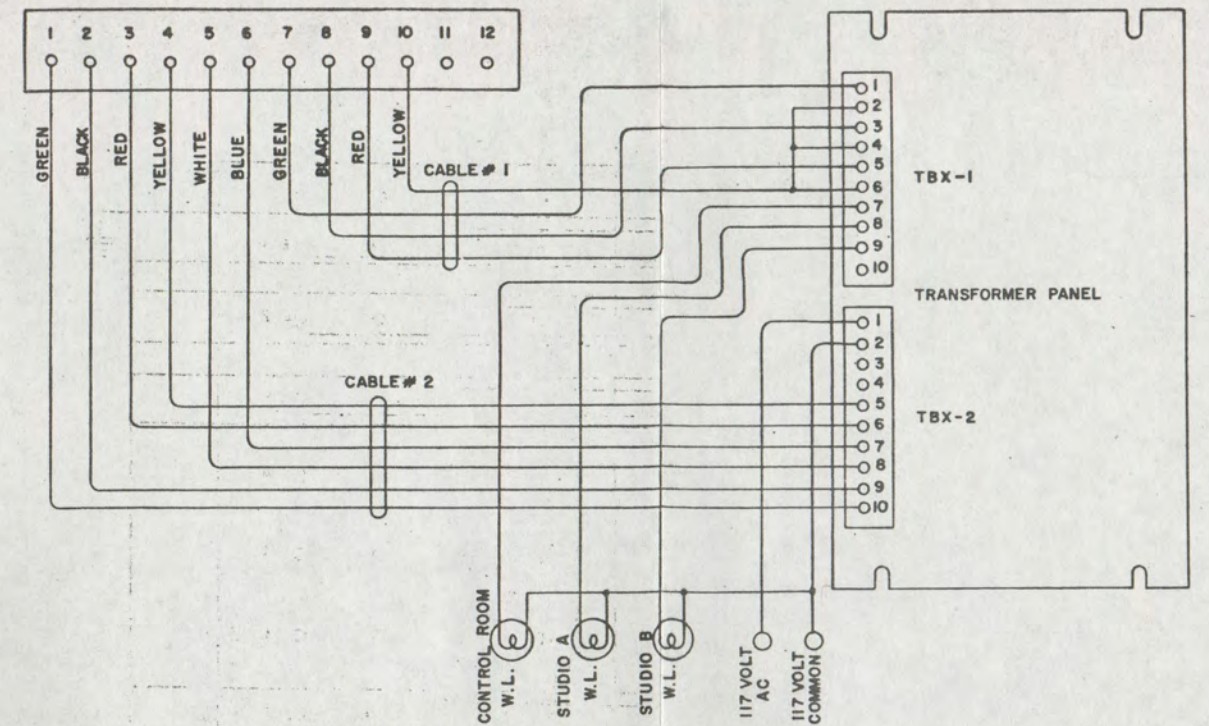 1 2 3 4 5 6 7 8 9 10 11 12
GREEN
BLACK
RED
YELLOW
WHITE
BLUE
GREEN
BLACK
RED
YELLOW
CABLE # 1
1
2
3
4
5
6
7
8
9
10
TBX-1
TRANSFORMER PANEL
1
2
3
4
5
6
7
8
9
10
TBX-2
CABLE # 2
CONTROL ROOM
W.L.
STUDIO A
W.L.
STUDIO B
W.L.
117 VOLT
AC
117 VOLT
COMMON